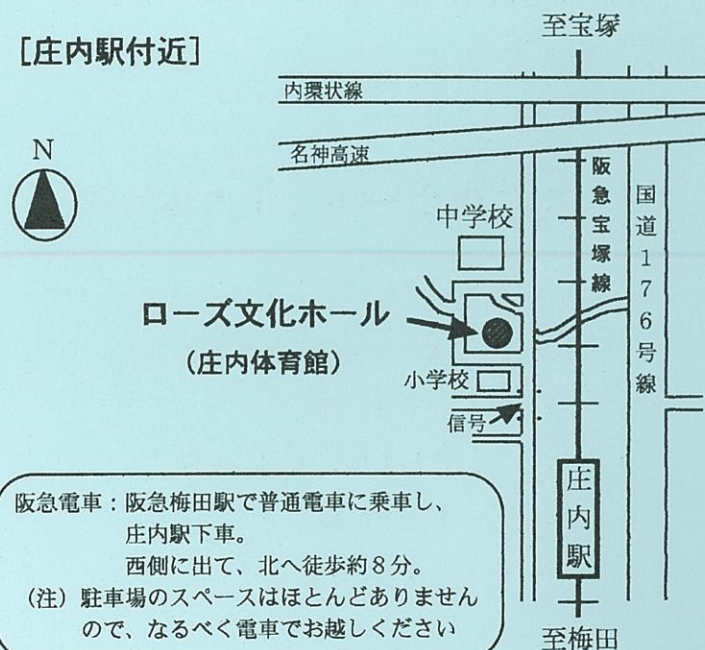 至宝塚
［庄内駅付近］
内環状線
N
名神高速
阪急宝塚線
国道176号線
中学校
ローズ文化ホール
（庄内体育館）
小学校
信号
庄内駅
阪急電車：阪急梅田駅で普通電車に乗車し、
庄内駅下車。
西側に出て、北へ徒歩約８分。
（注）駐車場のスペースはほとんどありません
ので、なるべく電車でお越しください
至梅田